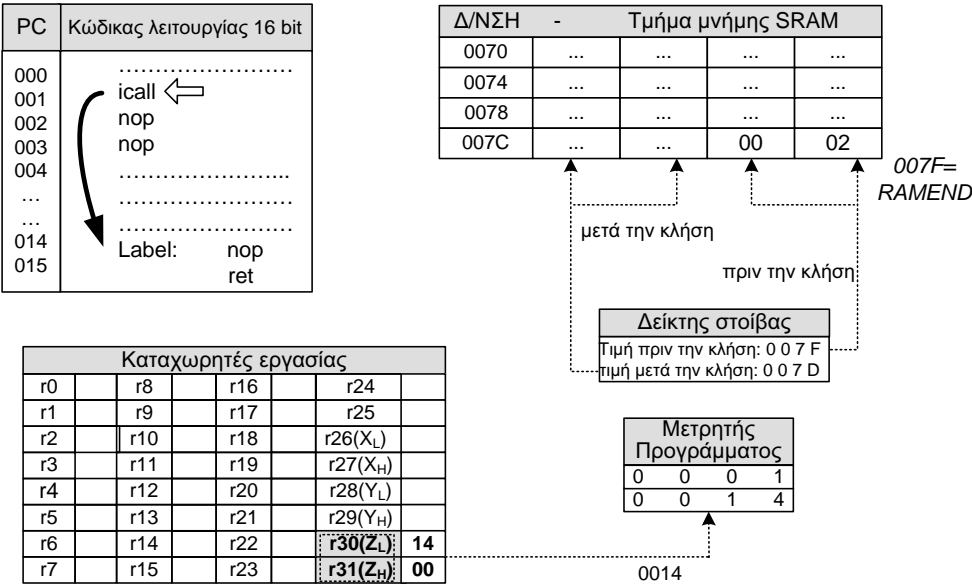 PC Κώδικας λειτουργίας 16 bit
000 ........................
001 icall
002 nop
003 nop
004 ........................
... ........................
... ........................
014 Label: nop
015 ret
Δ/ΝΣΗ - Τμήμα μνήμης SRAM
0070 ... ... ... ...
0074 ... ... ... ...
0078 ... ... ... ...
007C ... ... 00 02
007F=
RAMEND
μετά την κλήση
πριν την κλήση
Δείκτης στοίβας
Τιμή πριν την κλήση: 0 0 7 F
τιμή μετά την κλήση: 0 0 7 D
Καταχωρητές εργασίας
r0 r8 r16 r24
r1 r9 r17 r25
r2 r10 r18 r26(XL)
r3 r11 r19 r27(XH)
r4 r12 r20 r28(YL)
r5 r13 r21 r29(YH)
r6 r14 r22 r30(ZL) 14
r7 r15 r23 r31(ZH) 00
Μετρητής
Προγράμματος
0 0 0 1
0 0 1 4
0014